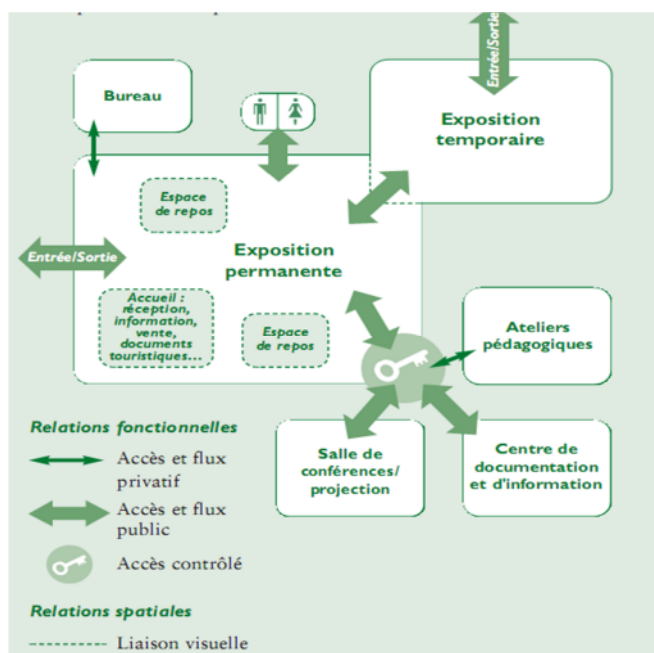 Entrée/Sortie
Bureau
Exposition
temporaire
Espace
de repos
Exposition
permanente
Entrée/Sortie
Accueil :
réception,
information,
vente,
documents
touristiques...
Espace
de repos
Ateliers
pédagogiques
Salle de
conférences/
projection
Centre de
documentation
et d'information
Relations fonctionnelles
Accès et flux
privatif
Accès et flux
public
Accès contrôlé
Relations spatiales
Liaison visuelle